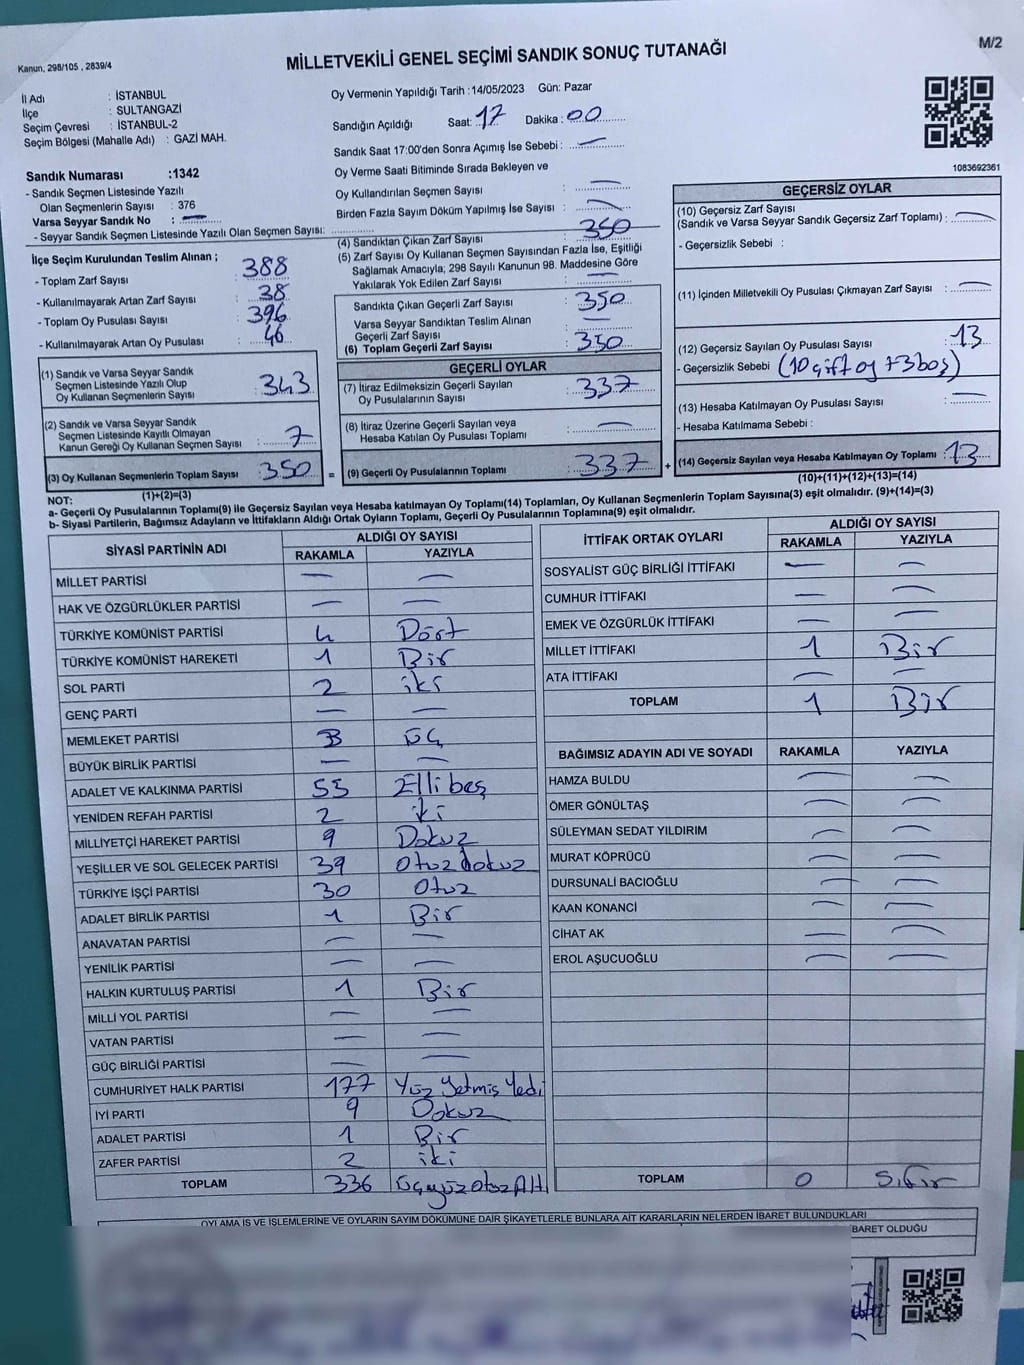 Kanun, 298/105 , 2839/4
MİLLETVEKİLİ GENEL SEÇİMİ SANDIK SONUÇ TUTANAĞI
M/2
İl Adı : İSTANBUL
İlçe : SULTANGAZİ
Seçim Çevresi : İSTANBUL-2
Seçim Bölgesi (Mahalle Adı) : GAZİ MAH.
Sandık Numarası :1342
- Sandık Seçmen Listesinde Yazılı
Olan Seçmenlerin Sayısı : 376
Varsa Seyyar Sandık No : —
- Seyyar Sandık Seçmen Listesinde Yazılı Olan Seçmen Sayısı:
Oy Vermenin Yapıldığı Tarih :14/05/2023 Gün: Pazar
Sandığın Açıldığı Saat: 17 Dakika : 00
Sandık Saat 17:00'den Sonra Açımış İse Sebebi : —
Oy Verme Saati Bitiminde Sırada Bekleyen ve
Oy Kullandırılan Seçmen Sayısı : —
Birden Fazla Sayım Döküm Yapılmış İse Sayısı : —
1083692361
İlçe Seçim Kurulundan Teslim Alınan ;
- Toplam Zarf Sayısı : 388
- Kullanılmayarak Artan Zarf Sayısı : 38
- Toplam Oy Pusulası Sayısı : 396
- Kullanılmayarak Artan Oy Pusulası : 46
(1) Sandık ve Varsa Seyyar Sandık
Seçmen Listesinde Yazılı Olup
Oy Kullanan Seçmenlerin Sayısı : 343
(2) Sandık ve Varsa Seyyar Sandık
Seçmen Listesinde Kayıtlı Olmayan
Kanun Gereği Oy Kullanan Seçmen Sayısı : 7
(3) Oy Kullanan Seçmenlerin Toplam Sayısı : 350
(1)+(2)=(3)
(4) Sandıktan Çıkan Zarf Sayısı : 350
(5) Zarf Sayısı Oy Kullanan Seçmen Sayısından Fazla İse, Eşitliği
Sağlamak Amacıyla; 298 Sayılı Kanunun 98. Maddesine Göre
Yakılarak Yok Edilen Zarf Sayısı : —
Sandıkta Çıkan Geçerli Zarf Sayısı : 350
Varsa Seyyar Sandıktan Teslim Alınan
Geçerli Zarf Sayısı : —
(6) Toplam Geçerli Zarf Sayısı : 350
GEÇERLİ OYLAR
(7) İtiraz Edilmeksizin Geçerli Sayılan
Oy Pusulalarının Sayısı : 337
(8) İtiraz Üzerine Geçerli Sayılan oy Pusulası veya
Hesaba Katılan Oy Pusulası Toplamı : —
= (9) Geçerli Oy Pusulalarının Toplamı : 337 +
GEÇERSİZ OYLAR
(10) Geçersiz Zarf Sayısı
(Sandık ve Varsa Seyyar Sandık Geçersiz Zarf Toplamı) : —
- Geçersizlik Sebebi :
(11) İçinden Milletvekili Oy Pusulası Çıkmayan Zarf Sayısı : —
(12) Geçersiz Sayılan Oy Pusulası Sayısı : 13
- Geçersizlik Sebebi (10 çift oy +3 boş)
(13) Hesaba Katılmayan Oy Pusulası Sayısı : —
- Hesaba Katılmama Sebebi :
(14) Geçersiz Sayılan veya Hesaba Katılmayan Oy Toplamı : 13
(10)+(11)+(12)+(13)=(14)
NOT:
a- Geçerli Oy Pusulalarının Toplamı(9) ile Geçersiz Sayılan veya Hesaba katılmayan Oy Toplamı(14) Toplamları, Oy Kullanan Seçmenlerin Toplam Sayısına(3) eşit olmalıdır. (9)+(14)=(3)
b- Siyasi Partilerin, Bağımsız Adayların ve İttifakların Aldığı Ortak Oyların Toplamı, Geçerli Oy Pusulalarının Toplamına(9) eşit olmalıdır.
SİYASİ PARTİNİN ADI ALDIĞI OY SAYISI
RAKAMLA YAZIYLA
MİLLET PARTİSİ — —
HAK VE ÖZGÜRLÜKLER PARTİSİ — —
TÜRKİYE KOMÜNİST PARTİSİ 4 Dört
TÜRKİYE KOMÜNİST HAREKETİ 1 Bir
SOL PARTİ 2 iki
GENÇ PARTİ — —
MEMLEKET PARTİSİ 3 üç
BÜYÜK BİRLİK PARTİSİ — —
ADALET VE KALKINMA PARTİSİ 55 Elli beş
YENİDEN REFAH PARTİSİ 2 iki
MİLLİYETÇİ HAREKET PARTİSİ 9 Dokuz
YEŞİLLER VE SOL GELECEK PARTİSİ 39 Otuz dokuz
TÜRKİYE İŞÇİ PARTİSİ 30 Otuz
ADALET BİRLİK PARTİSİ 1 Bir
ANAVATAN PARTİSİ — —
YENİLİK PARTİSİ — —
HALKIN KURTULUŞ PARTİSİ 1 Bir
MİLLİ YOL PARTİSİ — —
VATAN PARTİSİ — —
GÜÇ BİRLİĞİ PARTİSİ — —
CUMHURİYET HALK PARTİSİ 177 Yüz Yetmiş Yedi
İYİ PARTİ 9 Dokuz
ADALET PARTİSİ 1 Bir
ZAFER PARTİSİ 2 iki
TOPLAM 336 üçyüz otuz Altı
İTTİFAK ORTAK OYLARI ALDIĞI OY SAYISI
RAKAMLA YAZIYLA
SOSYALİST GÜÇ BİRLİĞİ İTTİFAKI — —
CUMHUR İTTİFAKI — —
EMEK VE ÖZGÜRLÜK İTTİFAKI — —
MİLLET İTTİFAKI 1 Bir
ATA İTTİFAKI — —
TOPLAM 1 Bir
BAĞIMSIZ ADAYIN ADI VE SOYADI RAKAMLA YAZIYLA
HAMZA BULDU — —
ÖMER GÖNÜLTAŞ — —
SÜLEYMAN SEDAT YILDIRIM — —
MURAT KÖPRÜCÜ — —
DURSUNALİ BACIOĞLU — —
KAAN KONANCİ — —
CİHAT AK — —
EROL AŞUCUOĞLU — —
TOPLAM 0 Sıfır
OYLAMA İŞ VE İŞLEMLERİNE VE OYLARIN SAYIM DÖKÜMÜNE DAİR ŞİKAYETLERLE BUNLARA AİT KARARLARIN NELERDEN İBARET BULUNDUKLARI
BARET OLDUĞU